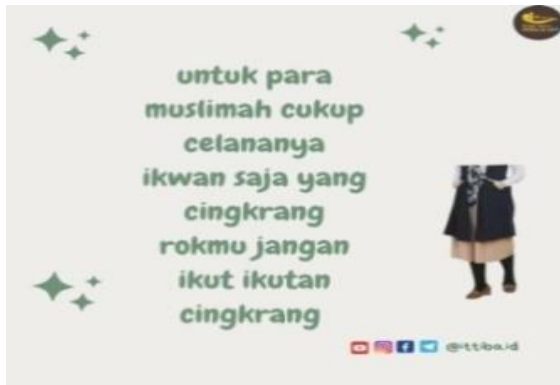 untuk para
muslimah cukup
celananya
ikwan saja yang
cingkrang
rokmu jangan
ikut ikutan
cingkrang
@ittiba.id